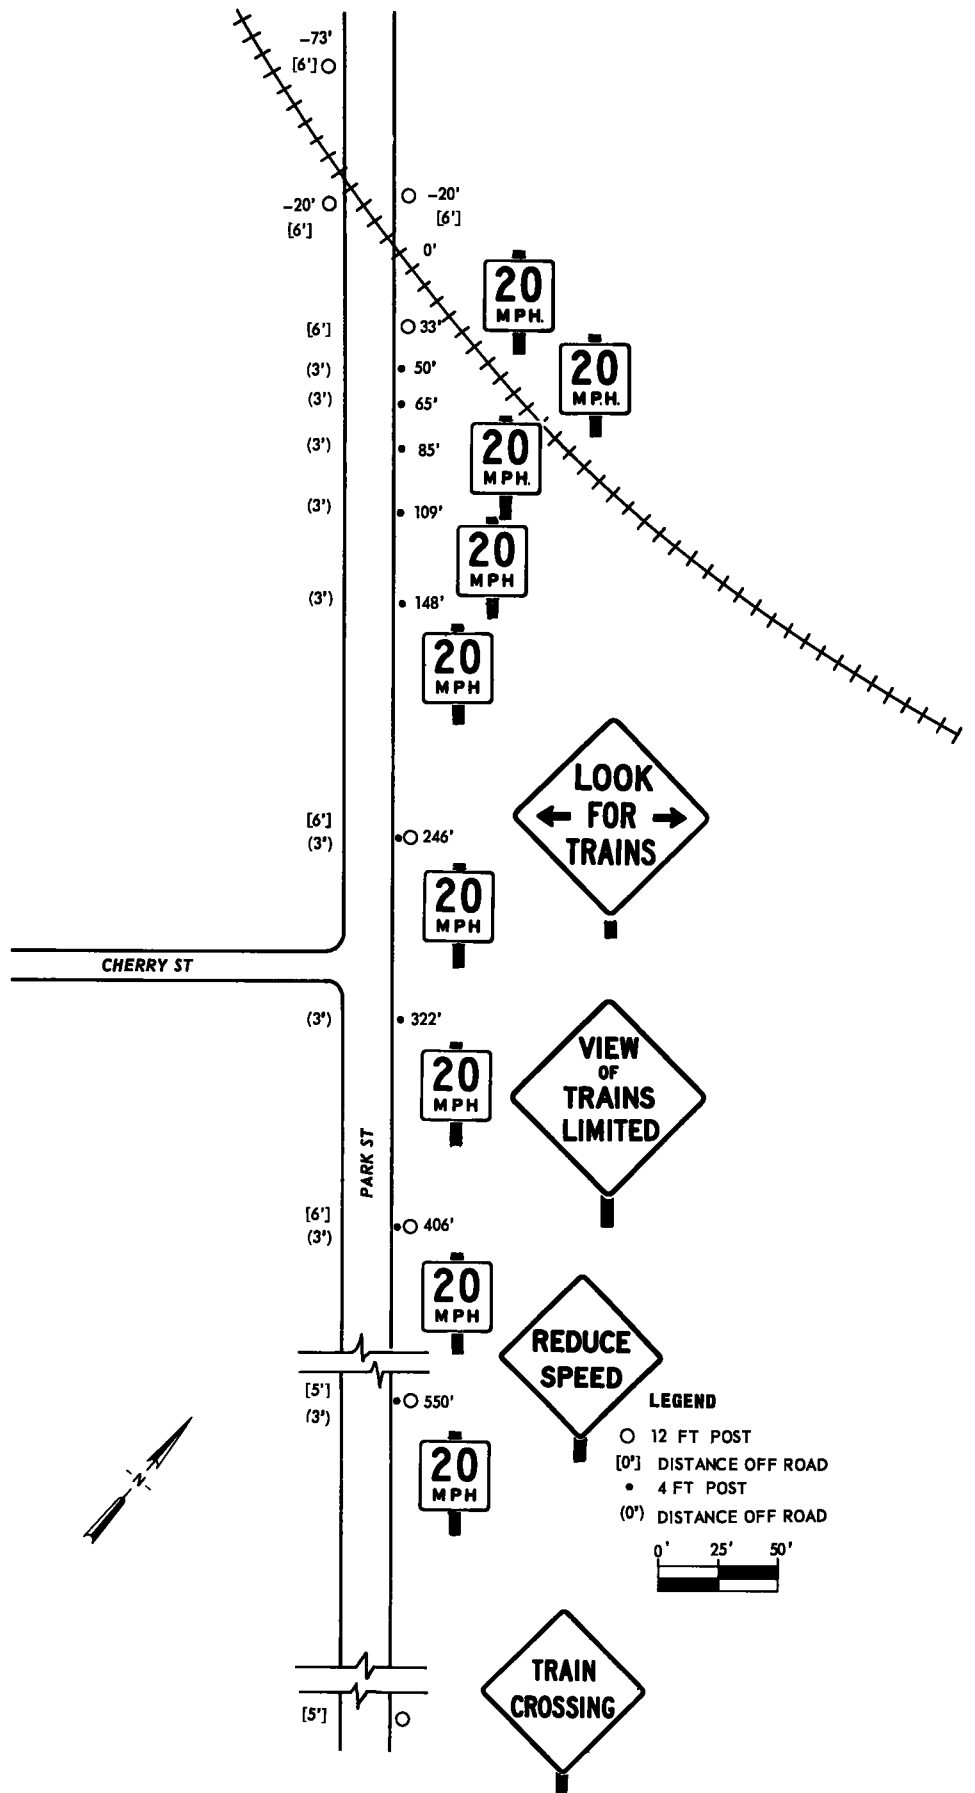 -73'
[6']
-20'
[6']
-20'
[6']
0'
20
MPH.
[6'] 33'
(3') 50'
20
M.P.H.
(3') 65'
(3') 85'
20
MPH.
(3') 109'
20
MPH
(3') 148'
20
MPH
LOOK
FOR
TRAINS
[6']
(3') 246'
20
MPH
CHERRY ST
(3') 322'
VIEW
OF
TRAINS
LIMITED
20
MPH
PARK ST
[6']
(3') 406'
20
MPH
REDUCE
SPEED
[5']
(3') 550'
20
MPH
N
LEGEND
12 FT POST
[0'] DISTANCE OFF ROAD
4 FT POST
(0') DISTANCE OFF ROAD
0' 25' 50'
TRAIN
CROSSING
[5']